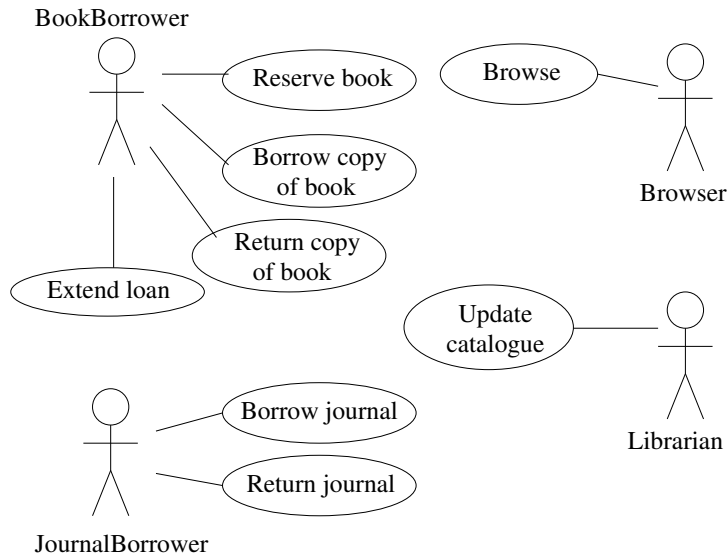 BookBorrower
Reserve book
Browse
Borrow copy
of book
Browser
Return copy
of book
Extend loan
Update
catalogue
Borrow journal
Librarian
Return journal
JournalBorrower